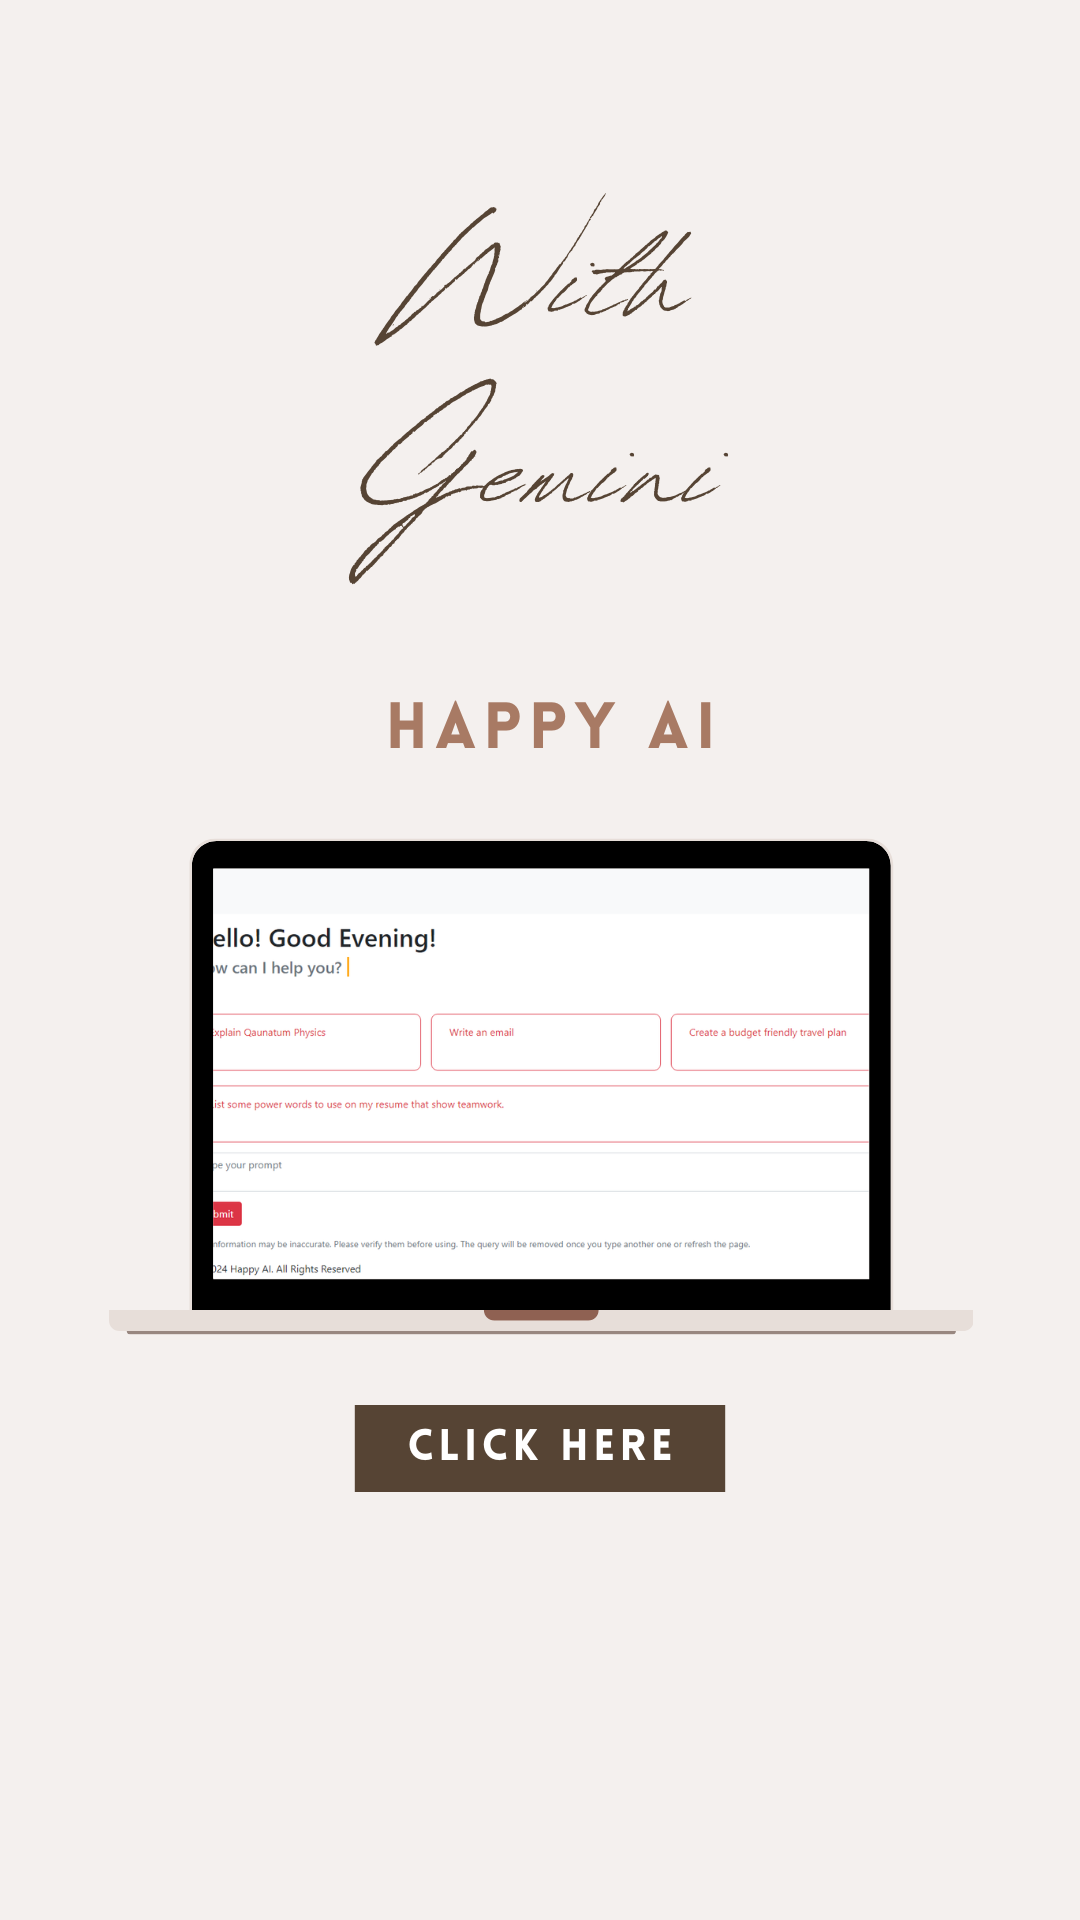 With
Gemini
HAPPY AI
ello! Good Evening!
ow can I help you?
xplain Qaunatum Physics
Write an email
Create a budget friendly travel plan
ist some power words to use on my resume that show teamwork.
pe your prompt
bmit
nformation may be inaccurate. Please verify them before using. The query will be removed once you type another one or refresh the page.
024 Happy AI. All Rights Reserved
CLICK HERE